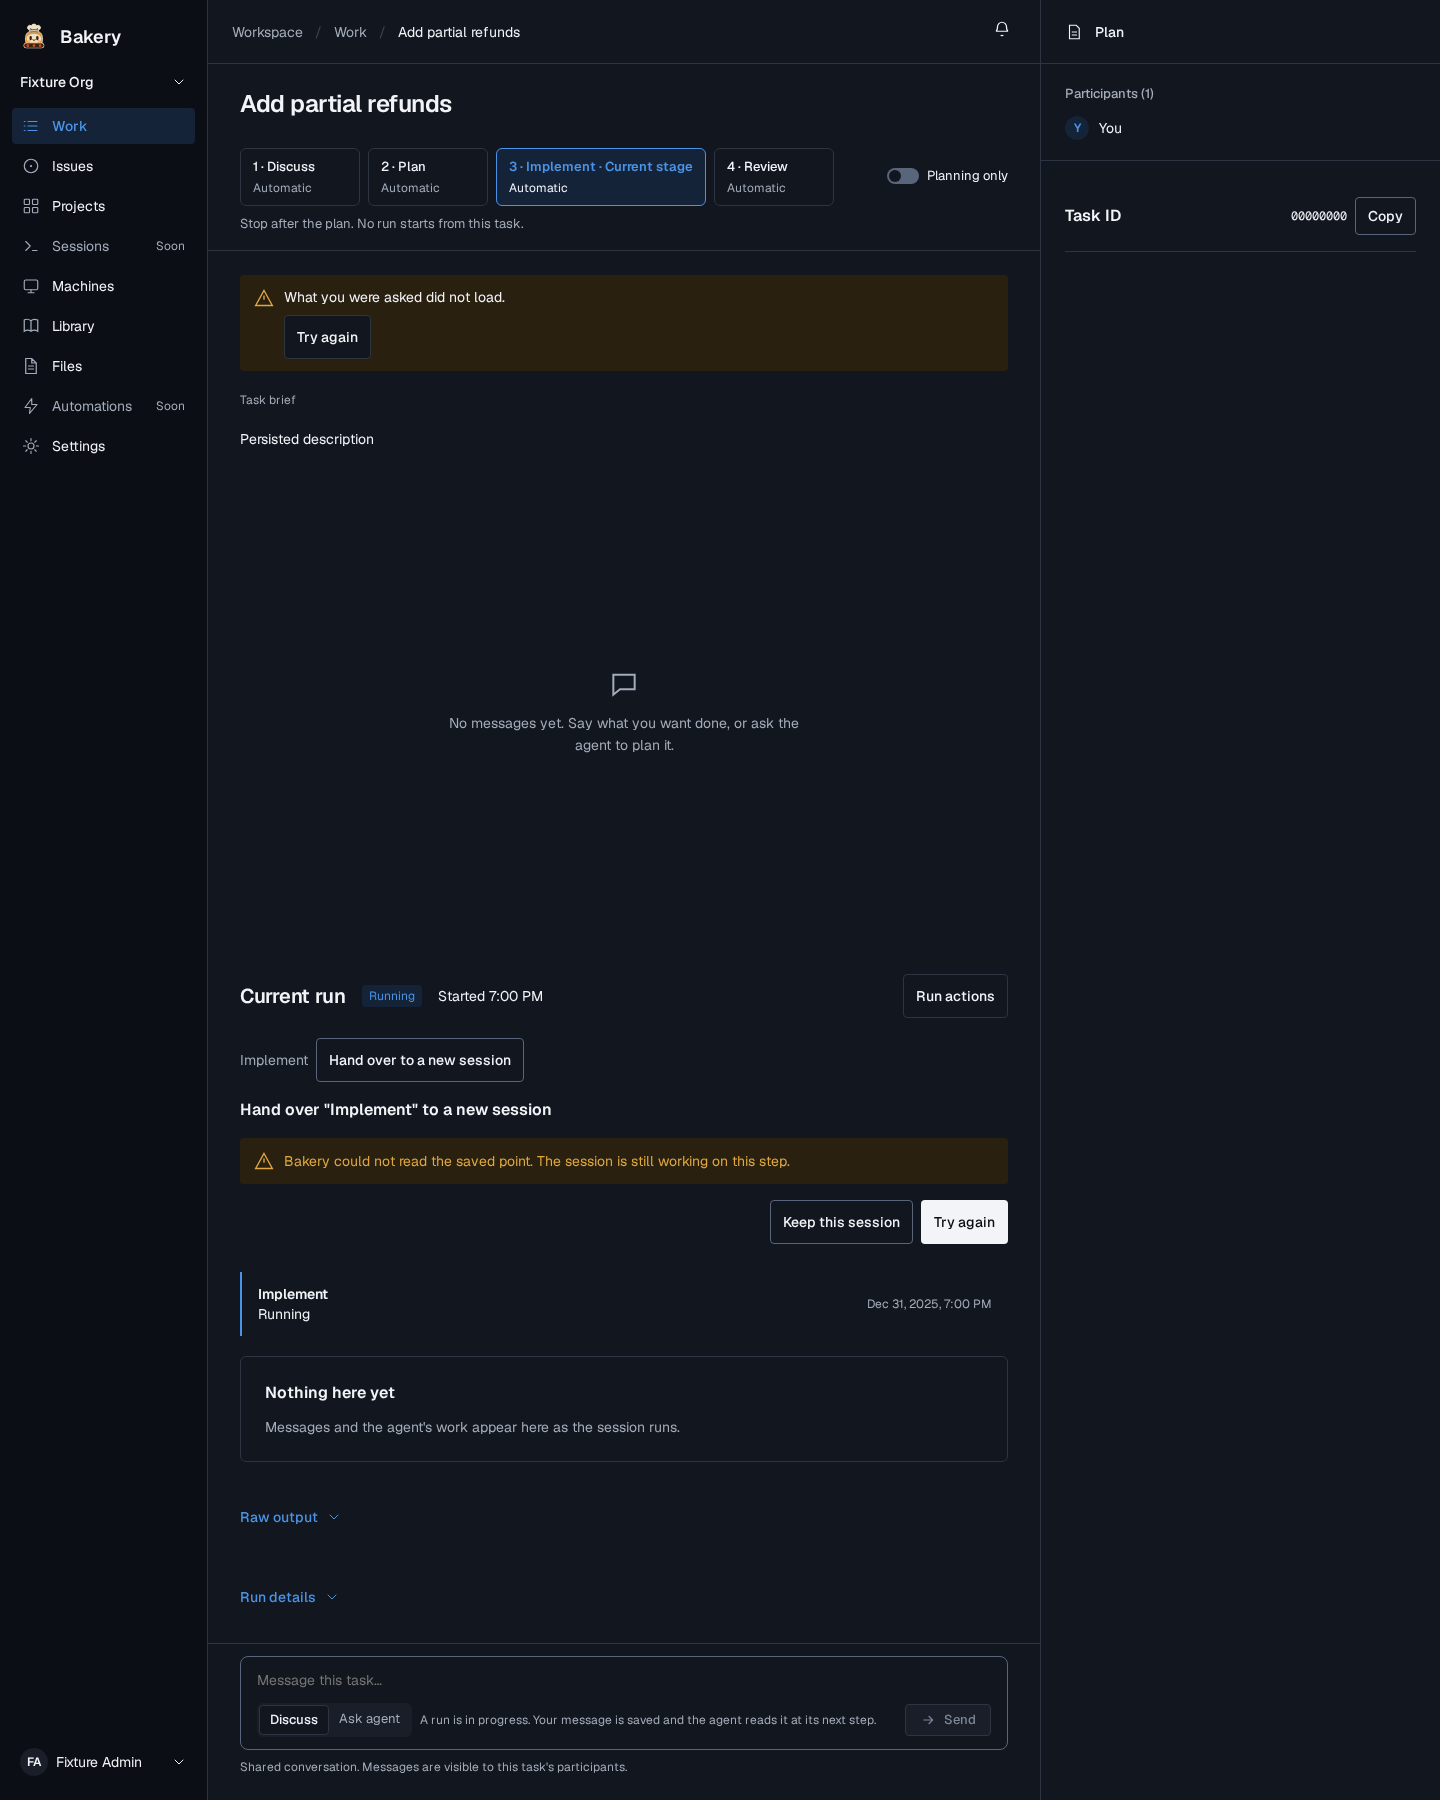 Bakery
Fixture Org
Work
Issues
Projects
Sessions Soon
Machines
Library
Files
Automations Soon
Settings
FA Fixture Admin
Workspace / Work / Add partial refunds
Add partial refunds
1 · Discuss
Automatic
2 · Plan
Automatic
3 · Implement · Current stage
Automatic
4 · Review
Automatic
Planning only
Stop after the plan. No run starts from this task.
What you were asked did not load.
Try again
Task brief
Persisted description
No messages yet. Say what you want done, or ask the
agent to plan it.
Current run Running Started 7:00 PM Run actions
Implement Hand over to a new session
Hand over "Implement" to a new session
Bakery could not read the saved point. The session is still working on this step.
Keep this session Try again
Implement
Running
Dec 31, 2025, 7:00 PM
Nothing here yet
Messages and the agent's work appear here as the session runs.
Raw output
Run details
Message this task...
Discuss Ask agent A run is in progress. Your message is saved and the agent reads it at its next step. Send
Shared conversation. Messages are visible to this task's participants.
Plan
Participants (1)
Y You
Task ID 00000000 Copy